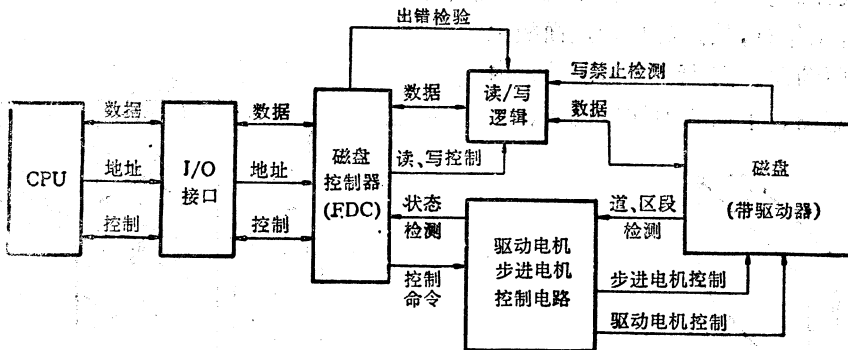 出错检验
写禁止检测
数据
数据
数据
读/写
逻辑
数据
CPU
地址
I/O
接口
地址
磁盘
控制器
(FDC)
读、写控制
磁盘
(带驱动器)
控制
控制
状态
检测
驱动电机
步进电机
控制电路
道、区段
检测
控制
命令
步进电机控制
驱动电机控制